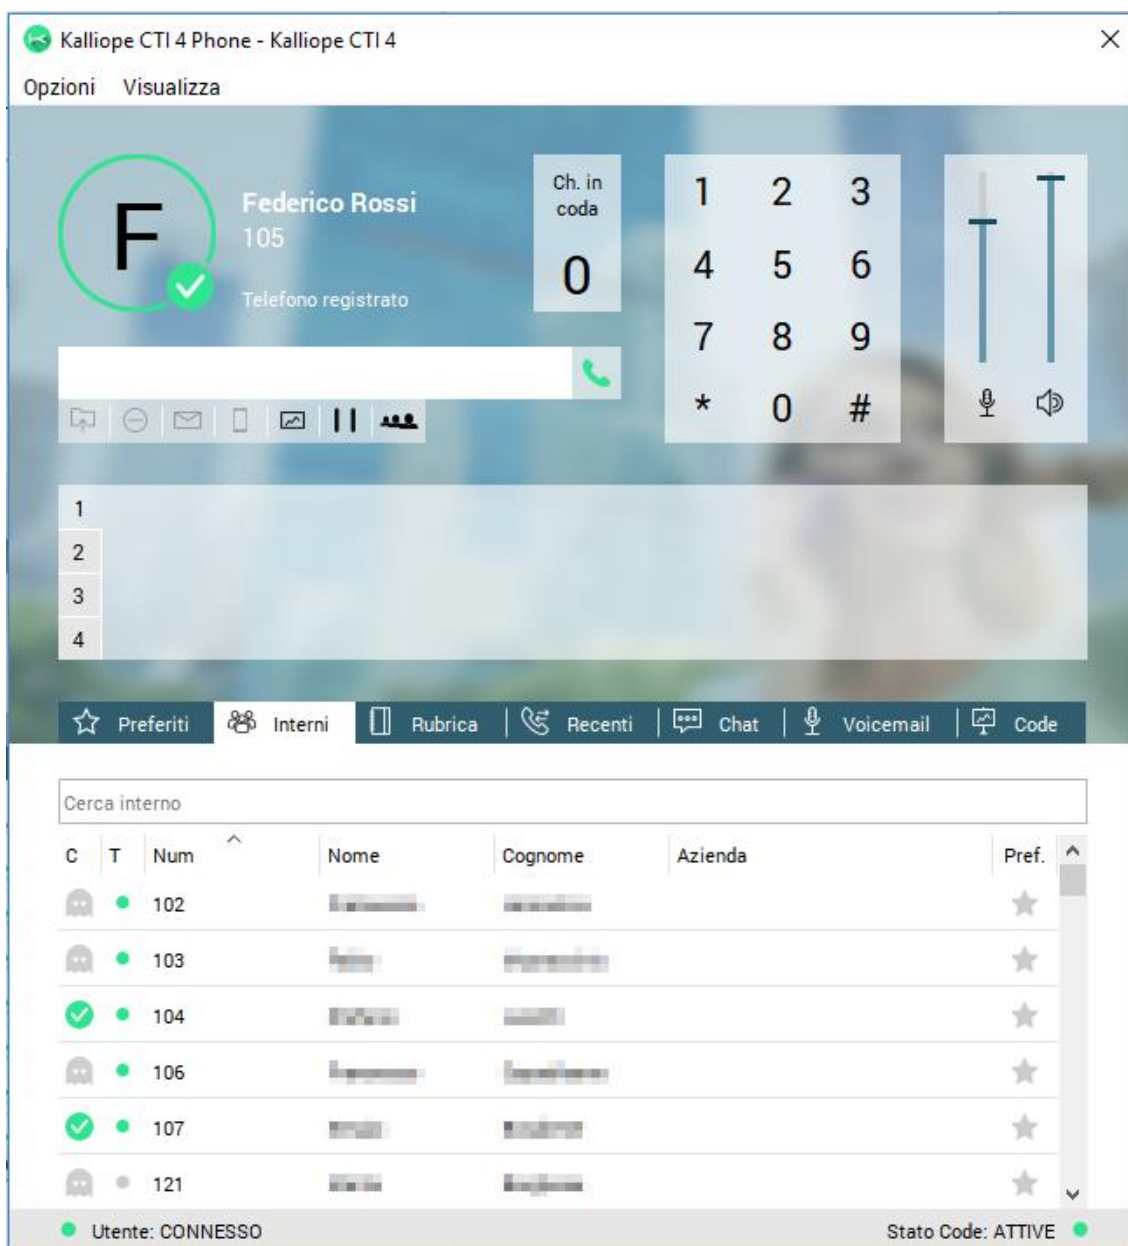 Kalliope CTI 4 Phone - Kalliope CTI 4
Opzioni Visualizza
F
Federico Rossi
105
Telefono registrato
Ch. in
coda
0
1 2 3
4 5 6
7 8 9
* 0 #
1
2
3
4
Preferiti Interni Rubrica Recenti Chat Voicemail Code
Cerca interno
C T Num Nome Cognome Azienda Pref.
102
103
104
106
107
121
Utente: CONNESSO Stato Code: ATTIVE